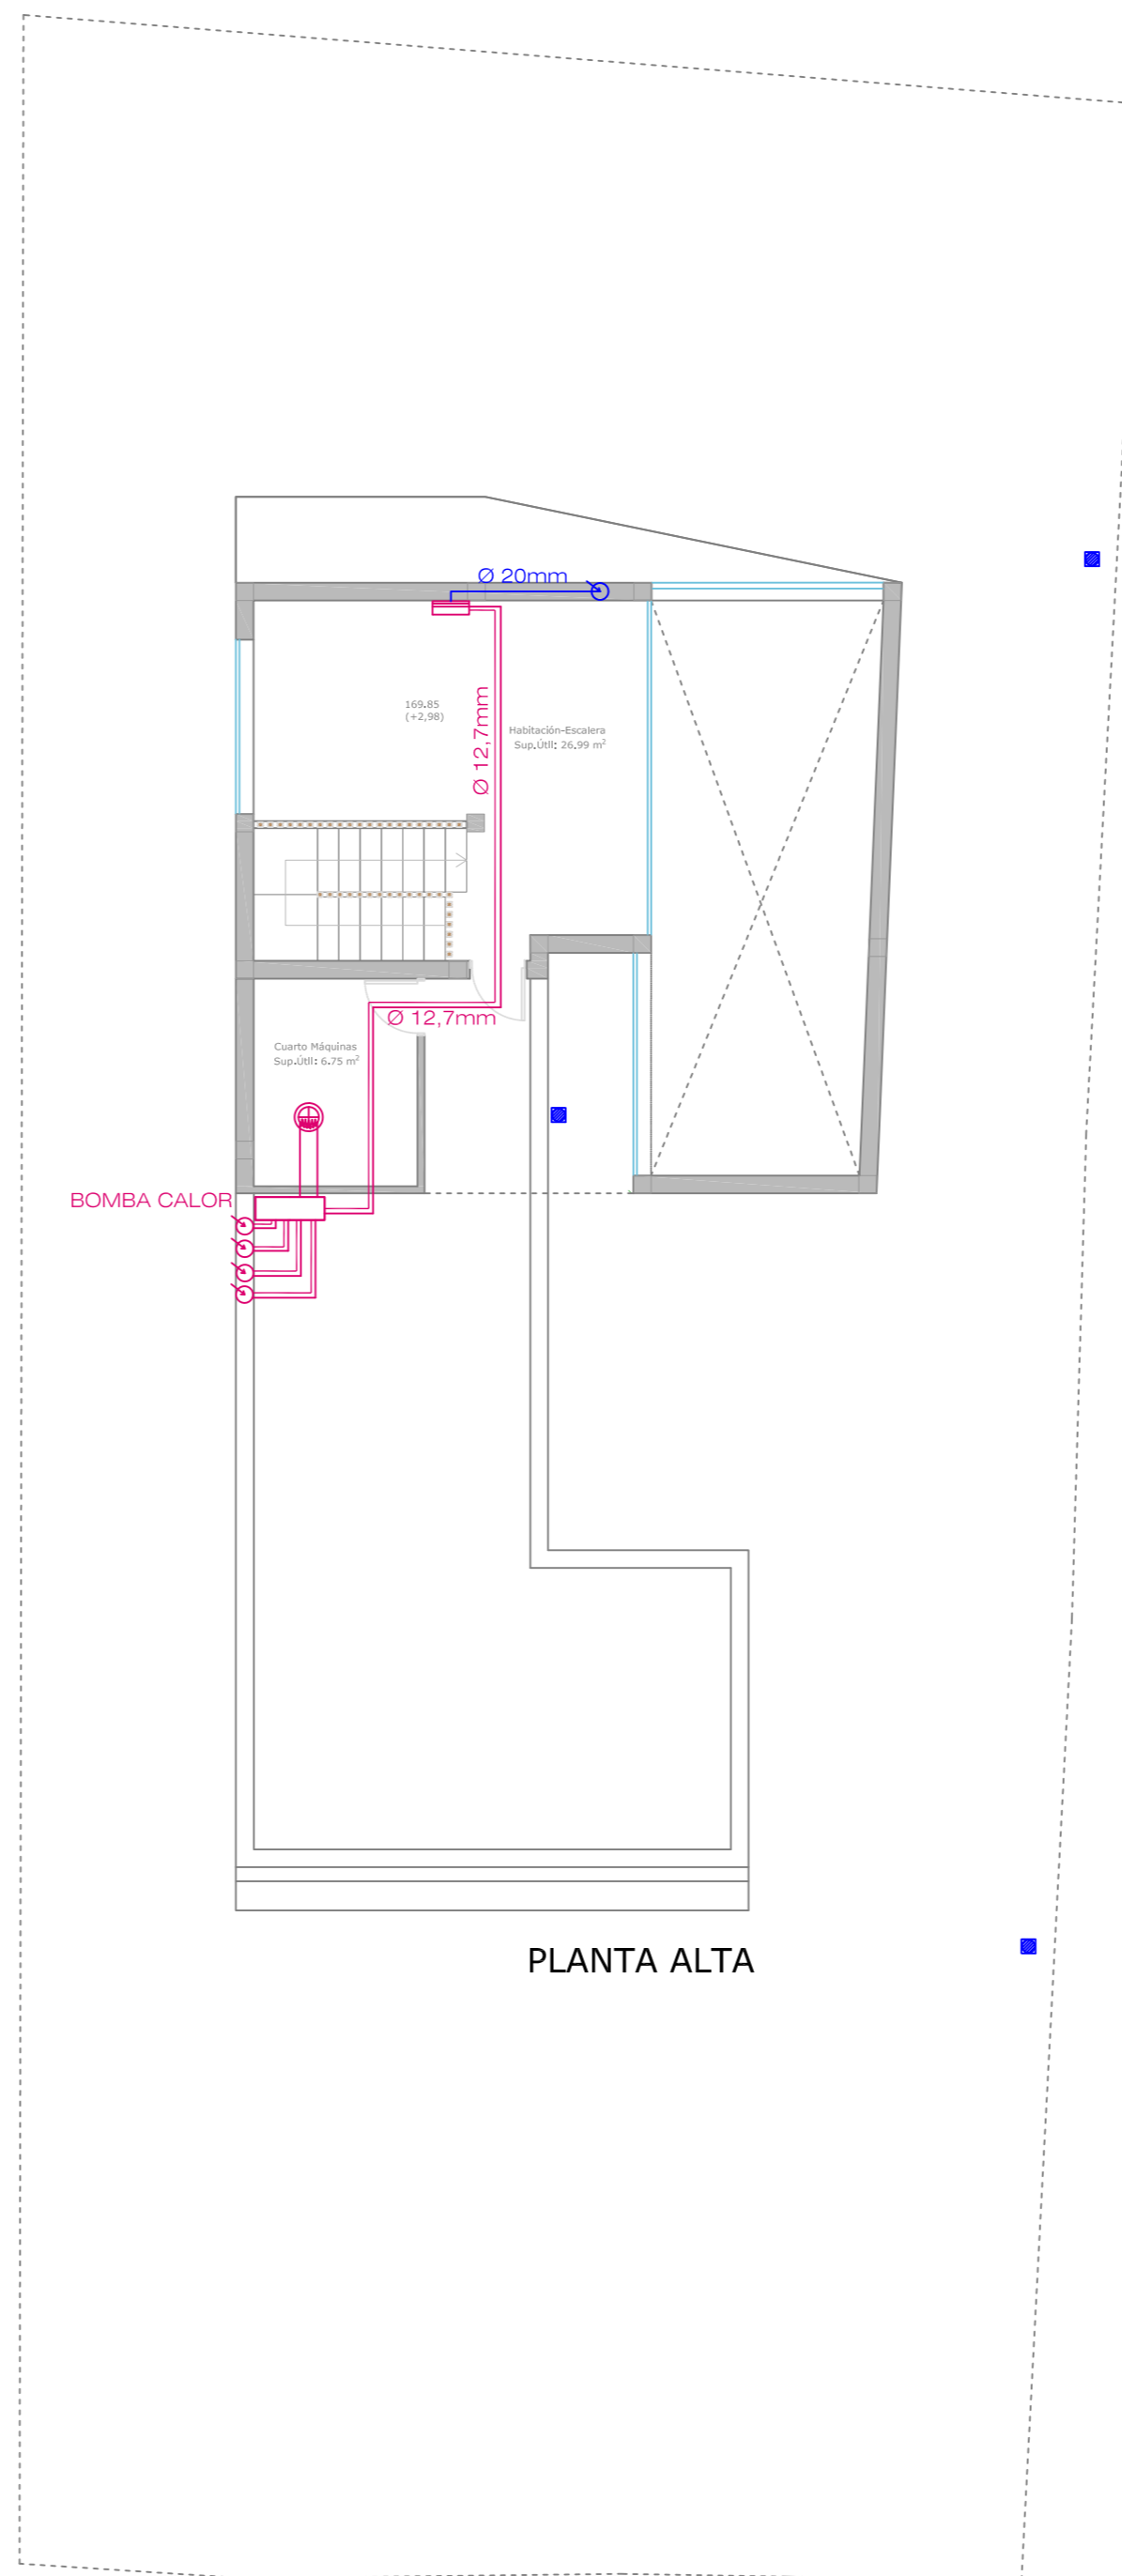 Ø 20mm
Ø 12,7mm
169.85
(+2,98)
Habitación-Escalera
Sup.Útil: 26.99 m²
Ø 12,7mm
Cuarto Máquinas
Sup.Útil: 6.75 m²
BOMBA CALOR
PLANTA ALTA